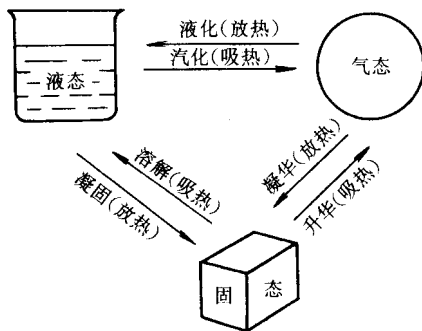 液化(放热)
汽化(吸热)
液态
气态
溶解(吸热)
凝固(放热)
凝华(放热)
升华(吸热)
固 态